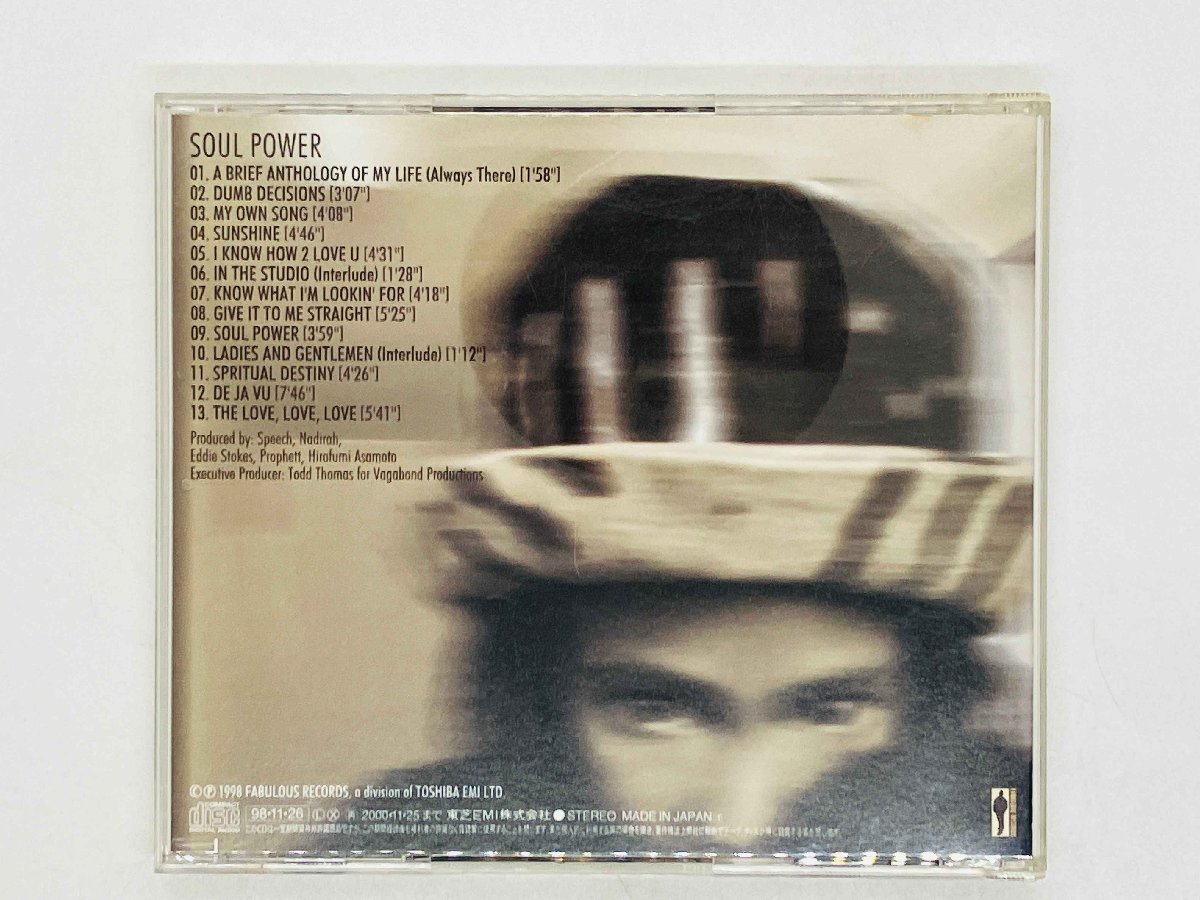 SOUL POWER
01. A BRIEF ANTHOLOGY OF MY LIFE (Always There) [1'58"]
02. DUMB DECISIONS [3'07"]
03. MY OWN SONG [4'08"]
04. SUNSHINE [4'46"]
05. I KNOW HOW 2 LOVE U [4'31"]
06. IN THE STUDIO (Interlude) [1'28"]
07. KNOW WHAT I'M LOOKIN' FOR [4'18"]
08. GIVE IT TO ME STRAIGHT [5'25"]
09. SOUL POWER [3'59"]
10. LADIES AND GENTLEMEN (Interlude) [1'12"]
11. SPRITUAL DESTINY [4'26"]
12. DE JA VU [7'46"]
13. THE LOVE, LOVE, LOVE [5'41"]
Produced by: Speech, Nadirah,
Eddie Stokes, Prophett, Hirofumi Asamoto
Executive Producer: Todd Thomas for Vagabond Productions
©℗ 1998 FABULOUS RECORDS, a division of TOSHIBA EMI LTD
COMPACT disc DIGITAL AUDIO 98·11·26 Ⓛ Ⓧ 2000·11·25まで 東芝EMI株式会社 ●STEREO MADE IN JAPAN